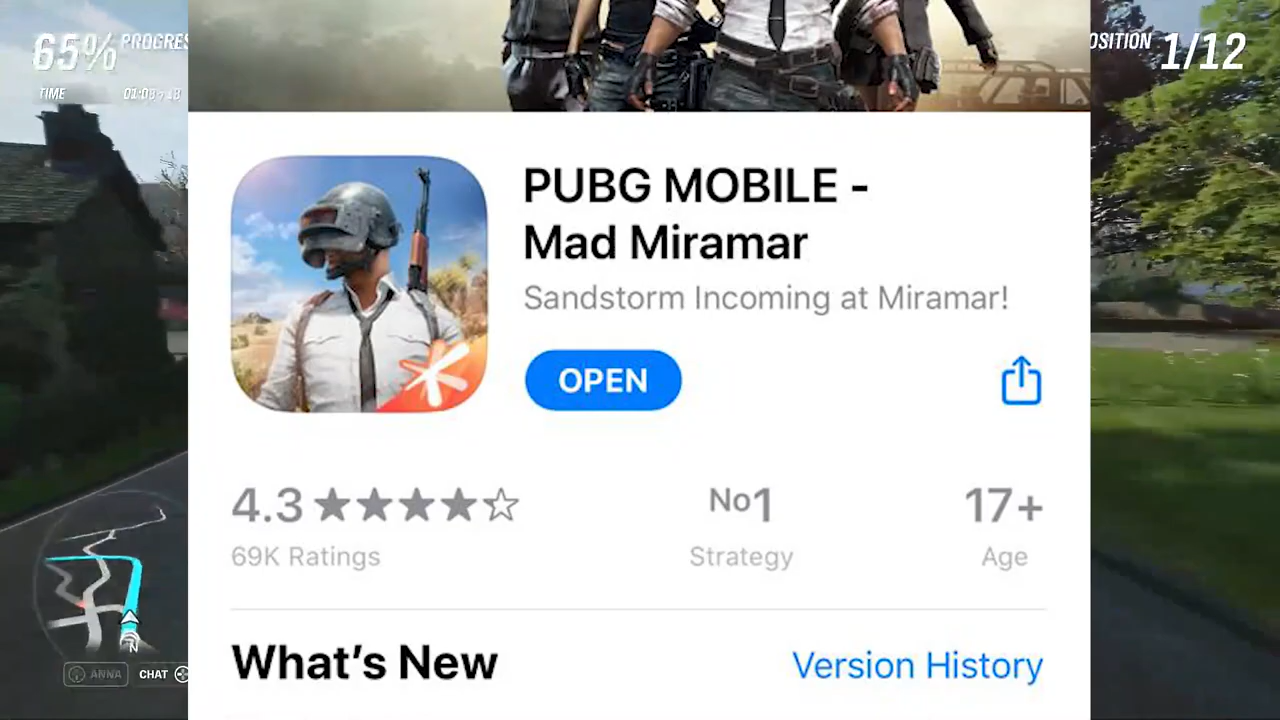 65% PROGRES
OSITION 1/12
TIME
PUBG MOBILE -
Mad Miramar
Sandstorm Incoming at Miramar!
OPEN
4.3
No1
17+
69K Ratings
Strategy
Age
What's New
Version History
N
ANNA
CHAT